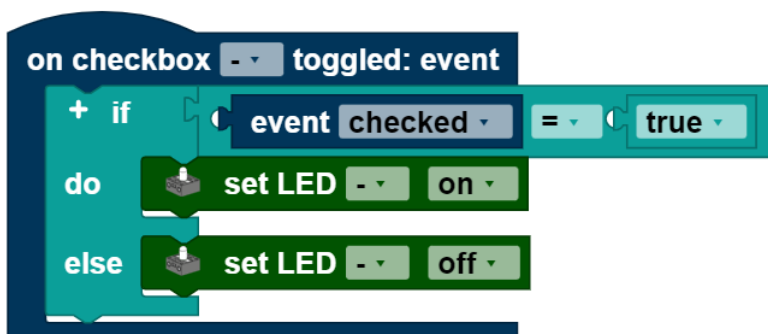 on checkbox - toggled: event
+ if event checked = true
do set LED - on
else set LED - off